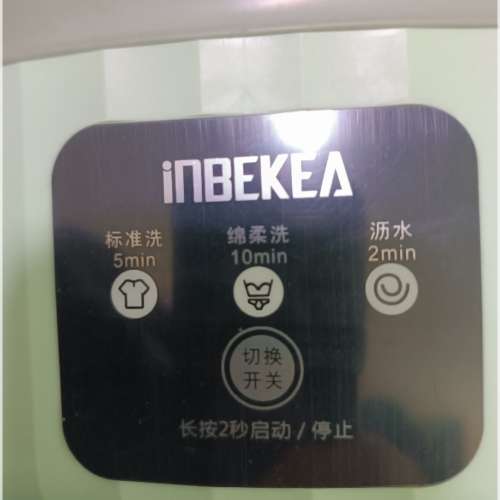 inBEKEA
标准洗 绵柔洗 沥水
5min 10min 2min
切换
开关
长按2秒启动/停止